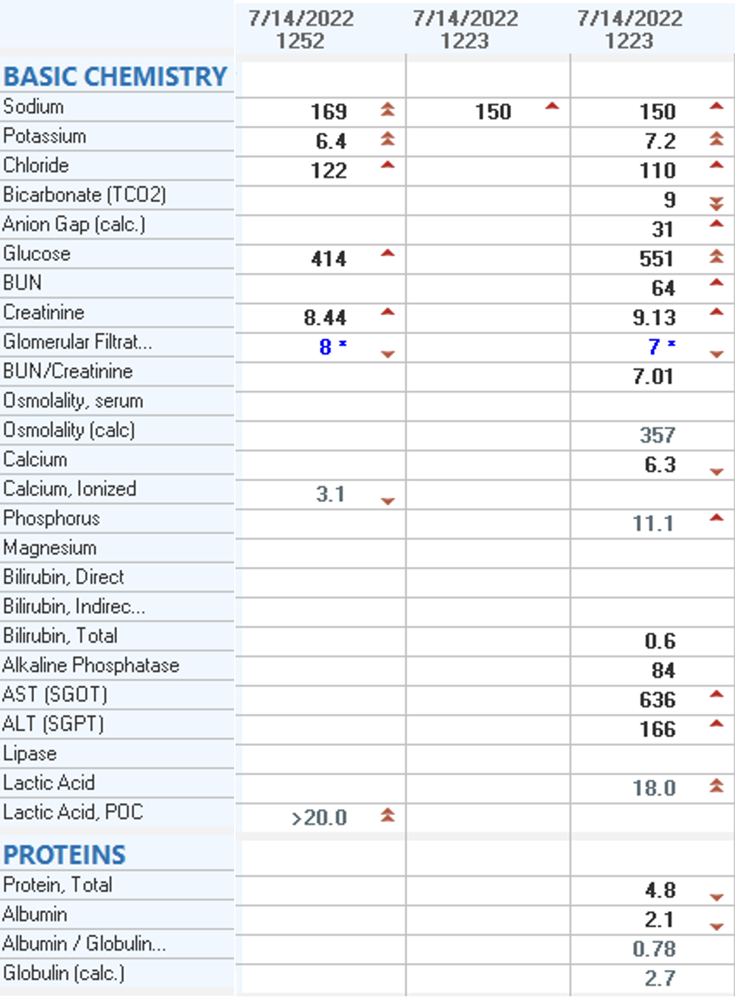 7/14/2022 7/14/2022 7/14/2022
1252 1223 1223
BASIC CHEMISTRY
Sodium 169 150 150
Potassium 6.4 7.2
Chloride 122 110
Bicarbonate (TCO2) 9
Anion Gap (calc.) 31
Glucose 414 551
BUN 64
Creatinine 8.44 9.13
Glomerular Filtrat... 8 * 7 *
BUN/Creatinine 7.01
Osmolality, serum
Osmolality (calc) 357
Calcium 6.3
Calcium, Ionized 3.1
Phosphorus 11.1
Magnesium
Bilirubin, Direct
Bilirubin, Indirec...
Bilirubin, Total 0.6
Alkaline Phosphatase 84
AST (SGOT) 636
ALT (SGPT) 166
Lipase
Lactic Acid 18.0
Lactic Acid, POC >20.0
PROTEINS
Protein, Total 4.8
Albumin 2.1
Albumin / Globulin... 0.78
Globulin (calc.) 2.7